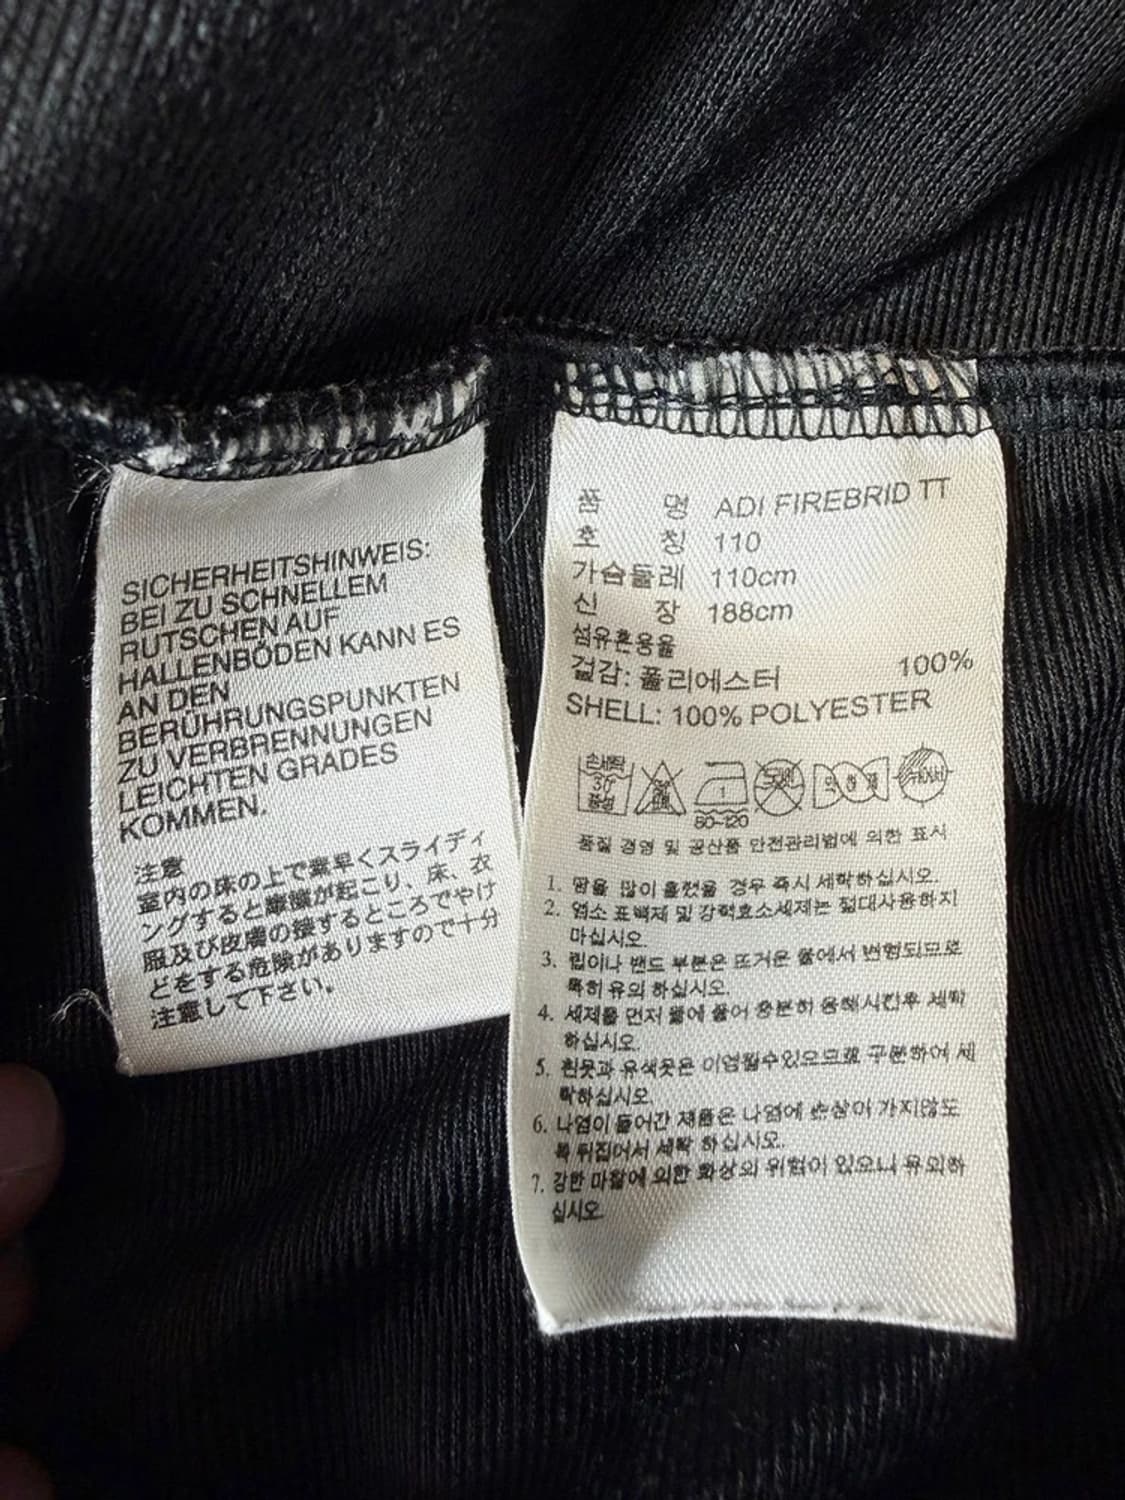 SICHERHEITSHINWEIS:
BEI ZU SCHNELLEM
RUTSCHEN AUF
HALLENBÖDEN KANN ES
AN DEN
BERÜHRUNGSPUNKTEN
ZU VERBRENNUNGEN
LEICHTEN GRADES
KOMMEN.
注意
室内の床の上で素早くスライディ
ングすると摩擦が起こり、床、衣
服及び皮膚の接するところでやけ
どをする危険がありますので十分
注意して下さい。
품 명 ADI FIREBRID TT
호 칭 110
가슴둘레 110cm
신 장 188cm
섬유혼용율
겉감: 폴리에스터 100%
SHELL: 100% POLYESTER
손세탁
30°
중성
1
80~120
약하게
품질 경영 및 공산품 안전관리법에 의한 표시
1. 땀을 많이 흘렸을 경우 즉시 세탁하십시오.
2. 염소 표백제 및 강력효소세제는 절대사용하지
마십시오.
3. 립이나 밴드 부분은 뜨거운 물에서 변형되므로
특히 유의 하십시오.
4. 세제를 먼저 물에 풀어 충분히 용해시킨후 세탁
하십시오.
5. 흰옷과 유색옷은 이염될수있으므로 구분하여 세
탁하십시오.
6. 나염이 들어간 제품은 나염에 손상이 가지않도
록 뒤집어서 세탁 하십시오.
7. 강한 마찰에 의한 화상의 위험이 있으니 유의하
십시오.